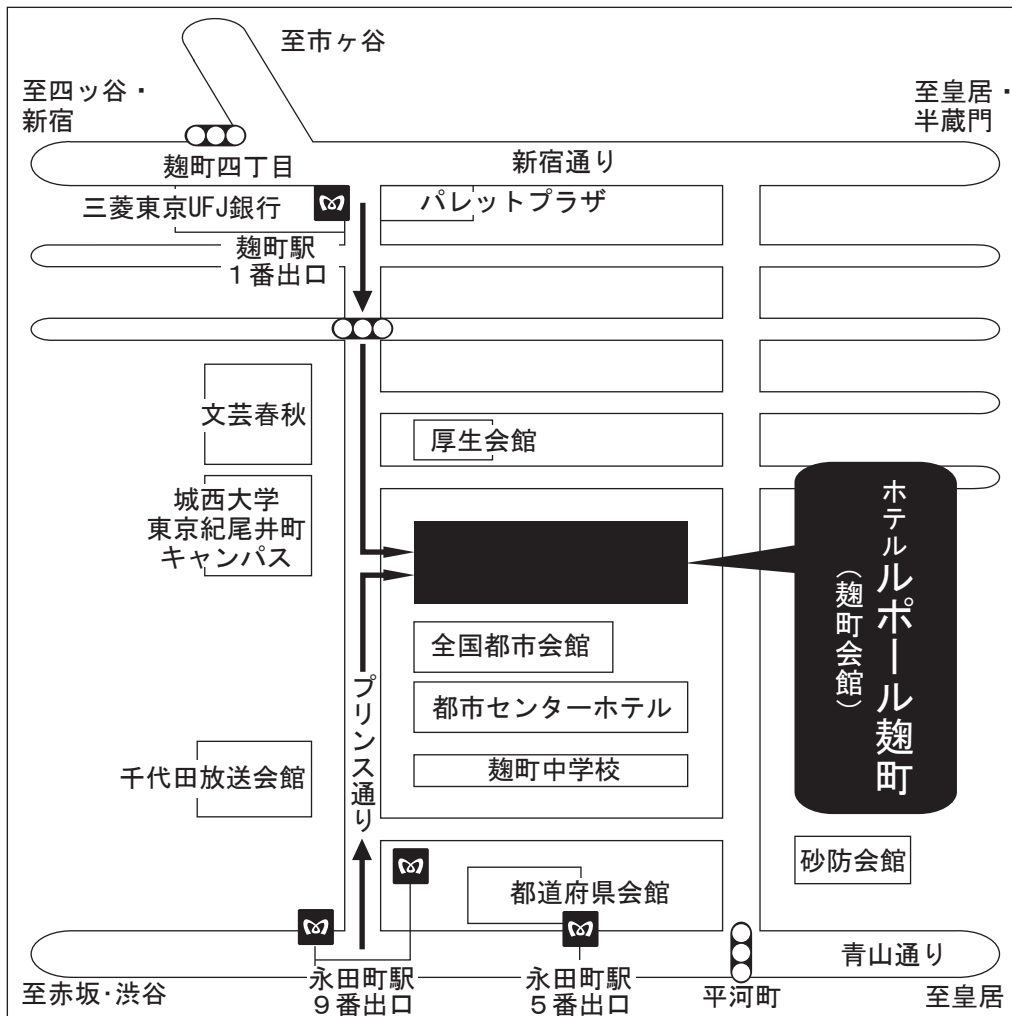 至市ヶ谷
至四ッ谷・
新宿
至皇居・
半蔵門
麹町四丁目
新宿通り
三菱東京UFJ銀行
パレットプラザ
麹町駅
1番出口
文芸春秋
厚生会館
城西大学
東京紀尾井町
キャンパス
ホテル
ルポール麹町
（麹町会館）
全国都市会館
プリンス通り
都市センターホテル
麹町中学校
千代田放送会館
砂防会館
都道府県会館
青山通り
至赤坂・渋谷
永田町駅
9番出口
永田町駅
5番出口
平河町
至皇居